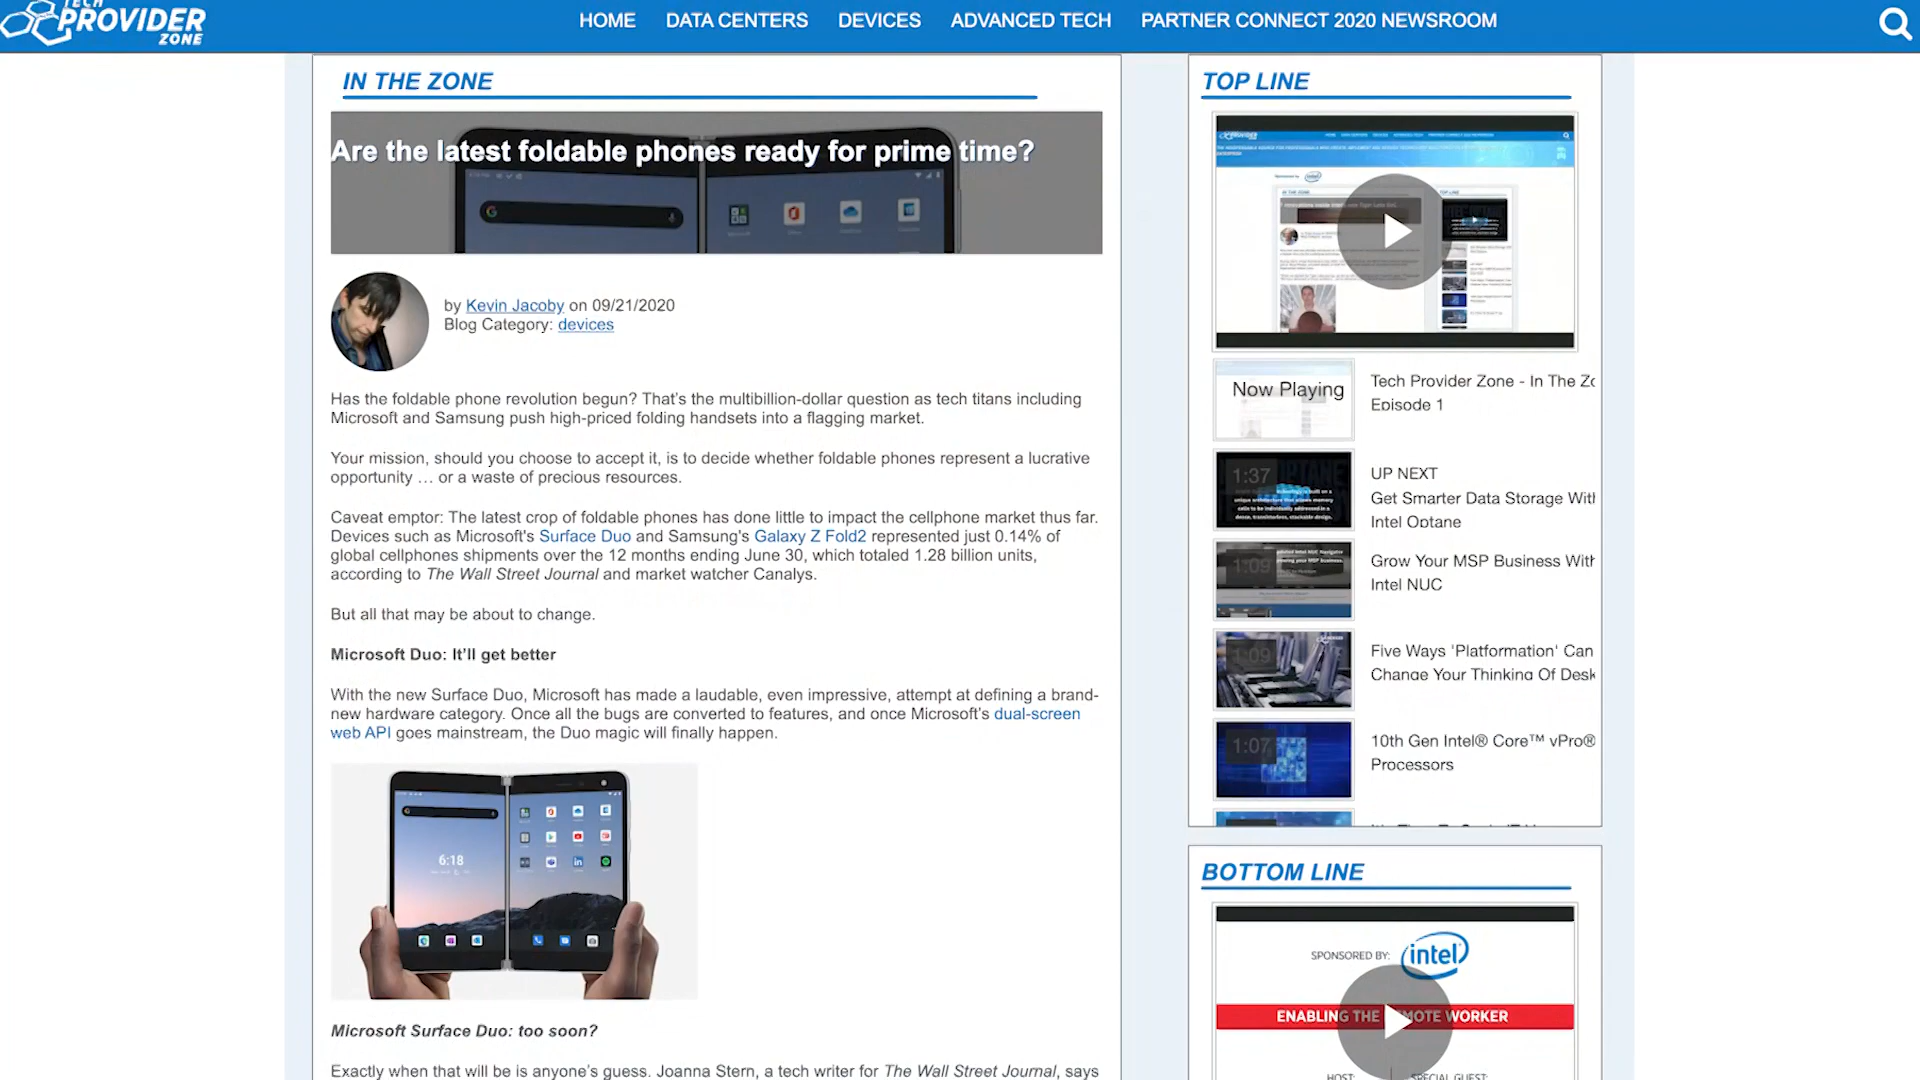 TECH
PROVIDER
ZONE
HOME
DATA CENTERS
DEVICES
ADVANCED TECH
PARTNER CONNECT 2020 NEWSROOM
IN THE ZONE
Are the latest foldable phones ready for prime time?
by Kevin Jacoby on 09/21/2020
Blog Category: devices
Has the foldable phone revolution begun? That's the multibillion-dollar question as tech titans including
Microsoft and Samsung push high-priced folding handsets into a flagging market.
Your mission, should you choose to accept it, is to decide whether foldable phones represent a lucrative
opportunity … or a waste of precious resources.
Caveat emptor: The latest crop of foldable phones has done little to impact the cellphone market thus far.
Devices such as Microsoft's Surface Duo and Samsung's Galaxy Z Fold2 represented just 0.14% of
global cellphones shipments over the 12 months ending June 30, which totaled 1.28 billion units,
according to The Wall Street Journal and market watcher Canalys.
But all that may be about to change.
Microsoft Duo: It'll get better
With the new Surface Duo, Microsoft has made a laudable, even impressive, attempt at defining a brand-
new hardware category. Once all the bugs are converted to features, and once Microsoft's dual-screen
web API goes mainstream, the Duo magic will finally happen.
6:18
Microsoft Surface Duo: too soon?
Exactly when that will be is anyone's guess. Joanna Stern, a tech writer for The Wall Street Journal, says
TOP LINE
Now Playing
Tech Provider Zone - In The Zo
Episode 1
1:37
UP NEXT
Get Smarter Data Storage With
Intel Optane
1:09
Grow Your MSP Business With
Intel NUC
1:09
Five Ways 'Platformation' Can
Change Your Thinking Of Desk
1:07
10th Gen Intel® Core™ vPro®
Processors
BOTTOM LINE
SPONSORED BY:
intel
ENABLING THE REMOTE WORKER
HOST:
SPECIAL GUEST: